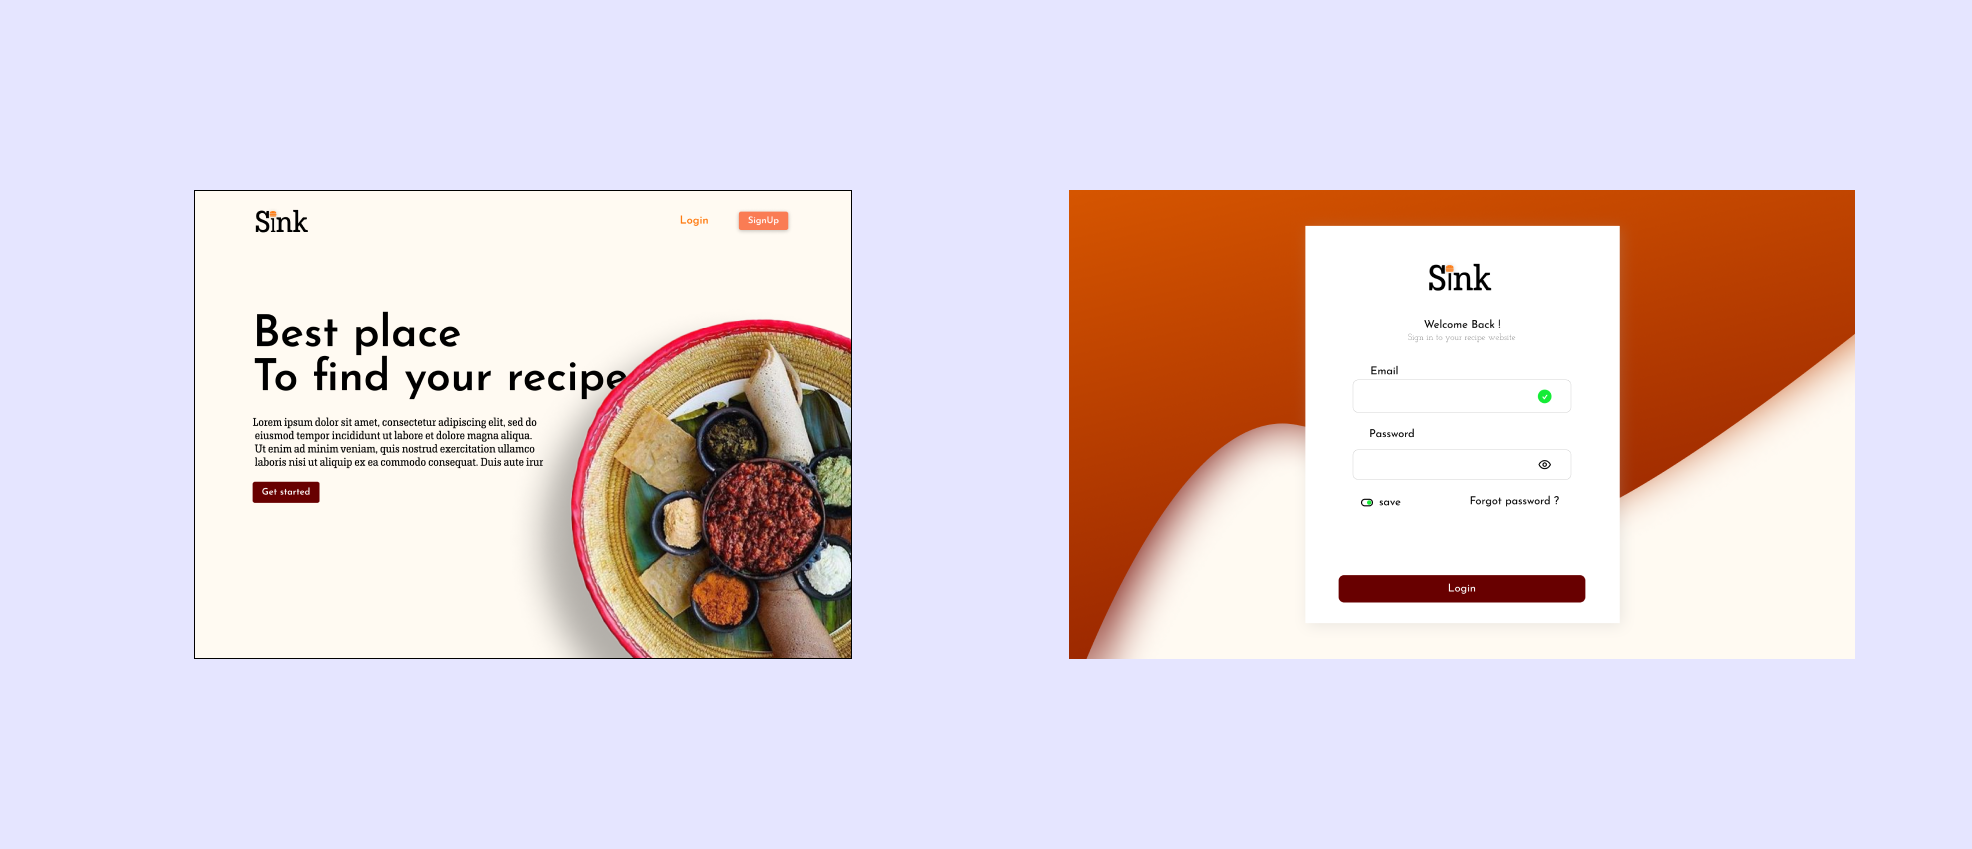 Sink
Login
SignUp
Best place
To find your recipe
Lorem ipsum dolor sit amet, consectetur adipiscing elit, sed do
eiusmod tempor incididunt ut labore et dolore magna aliqua.
Ut enim ad minim veniam, quis nostrud exercitation ullamco
laboris nisi ut aliquip ex ea commodo consequat. Duis aute irur
Get started
Sink
Welcome Back !
Sign in to your recipe website
Email
Password
save
Forgot password ?
Login